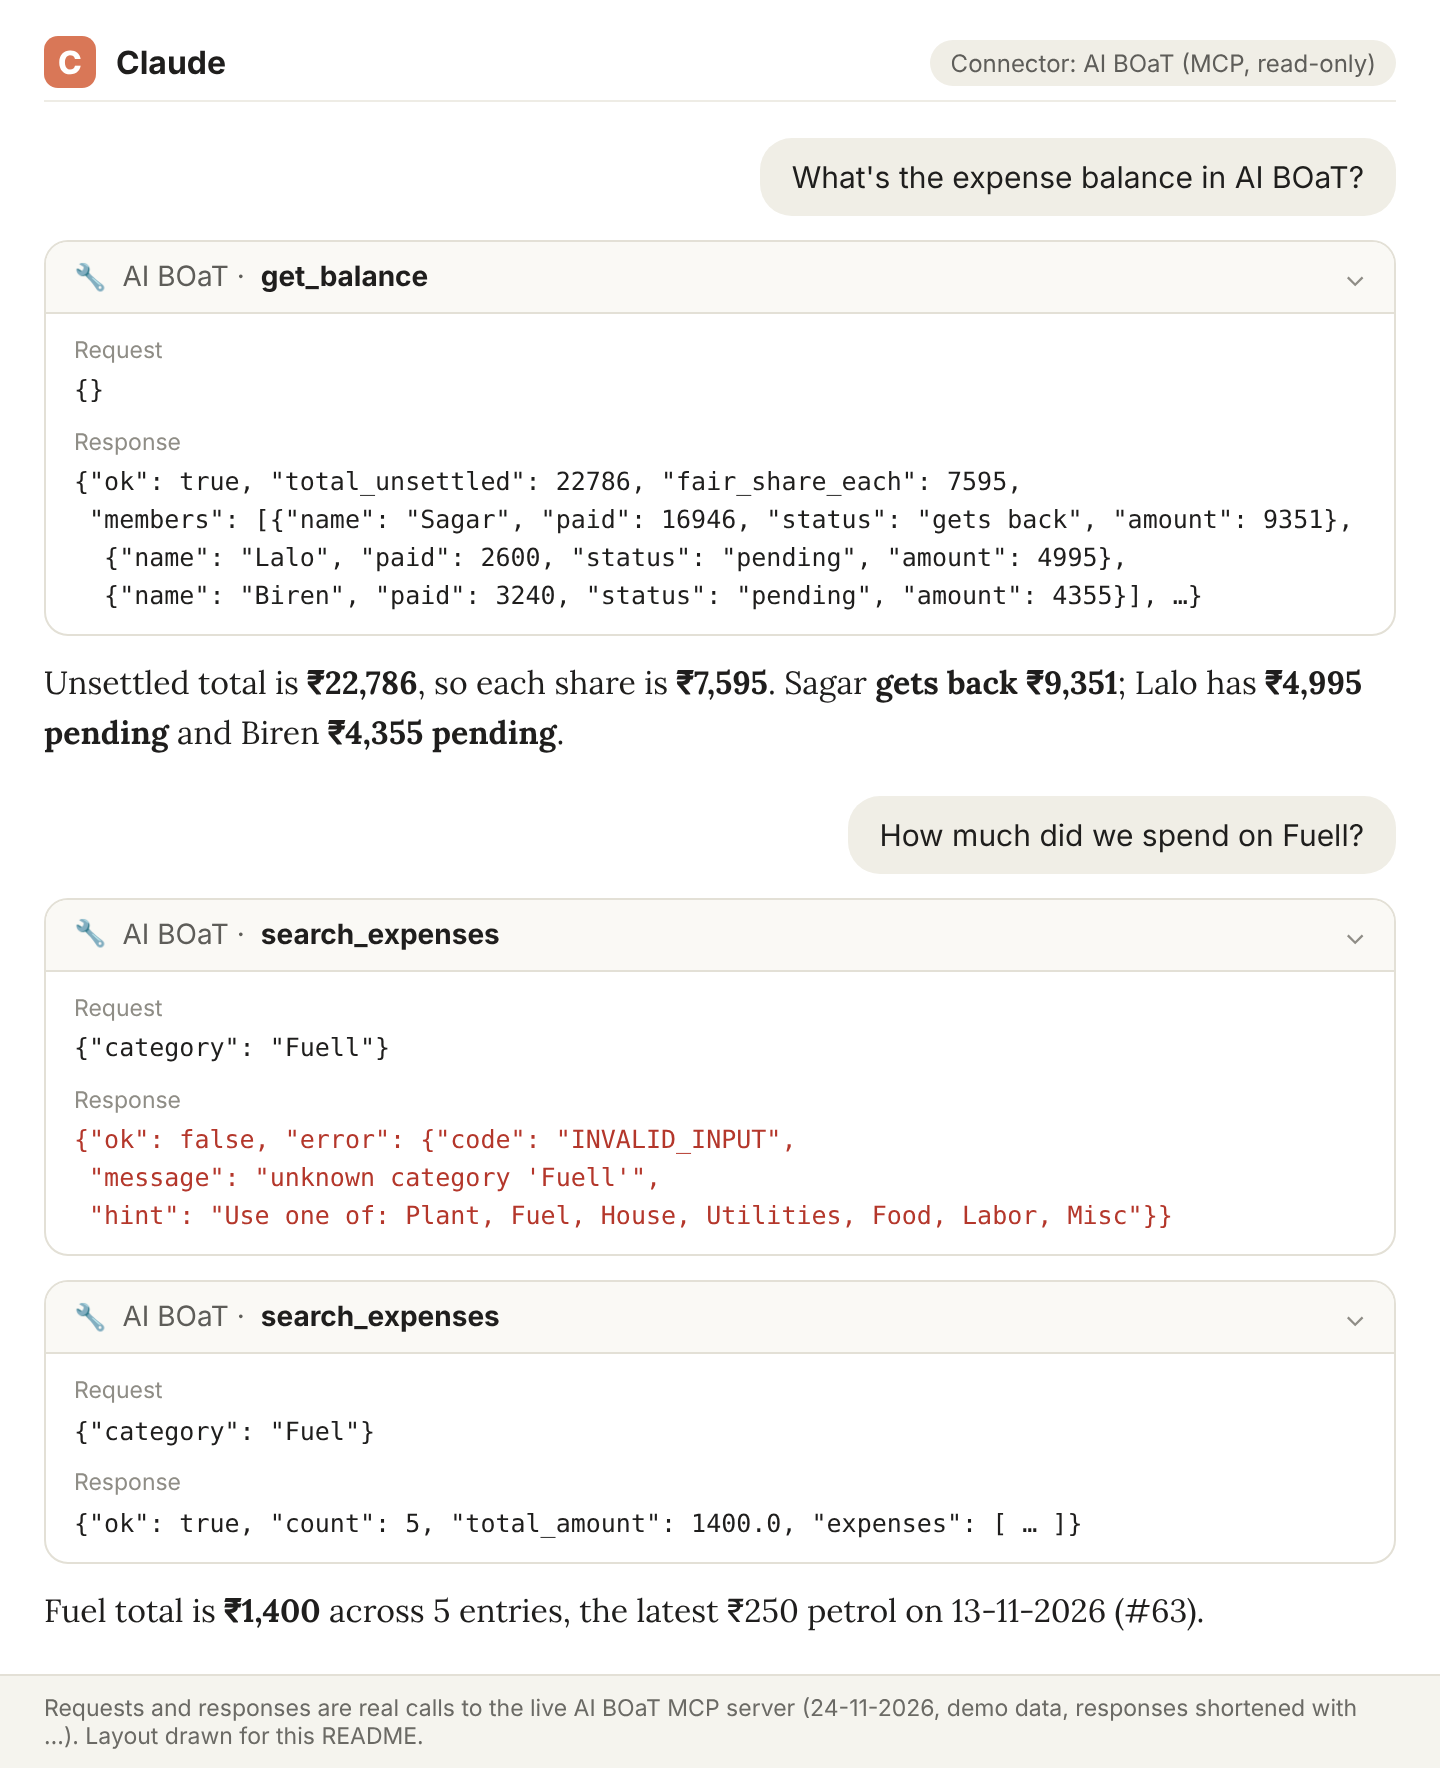 C Claude
Connector: AI BOaT (MCP, read-only)
What's the expense balance in AI BOaT?
AI BOaT · get_balance
Request
{}
Response
{"ok": true, "total_unsettled": 22786, "fair_share_each": 7595,
"members": [{"name": "Sagar", "paid": 16946, "status": "gets back", "amount": 9351},
{"name": "Lalo", "paid": 2600, "status": "pending", "amount": 4995},
{"name": "Biren", "paid": 3240, "status": "pending", "amount": 4355}], …}
Unsettled total is ₹22,786, so each share is ₹7,595. Sagar gets back ₹9,351; Lalo has ₹4,995
pending and Biren ₹4,355 pending.
How much did we spend on Fuell?
AI BOaT · search_expenses
Request
{"category": "Fuell"}
Response
{"ok": false, "error": {"code": "INVALID_INPUT",
"message": "unknown category 'Fuell'",
"hint": "Use one of: Plant, Fuel, House, Utilities, Food, Labor, Misc"}}
AI BOaT · search_expenses
Request
{"category": "Fuel"}
Response
{"ok": true, "count": 5, "total_amount": 1400.0, "expenses": [ … ]}
Fuel total is ₹1,400 across 5 entries, the latest ₹250 petrol on 13-11-2026 (#63).
Requests and responses are real calls to the live AI BOaT MCP server (24-11-2026, demo data, responses shortened with
…). Layout drawn for this README.